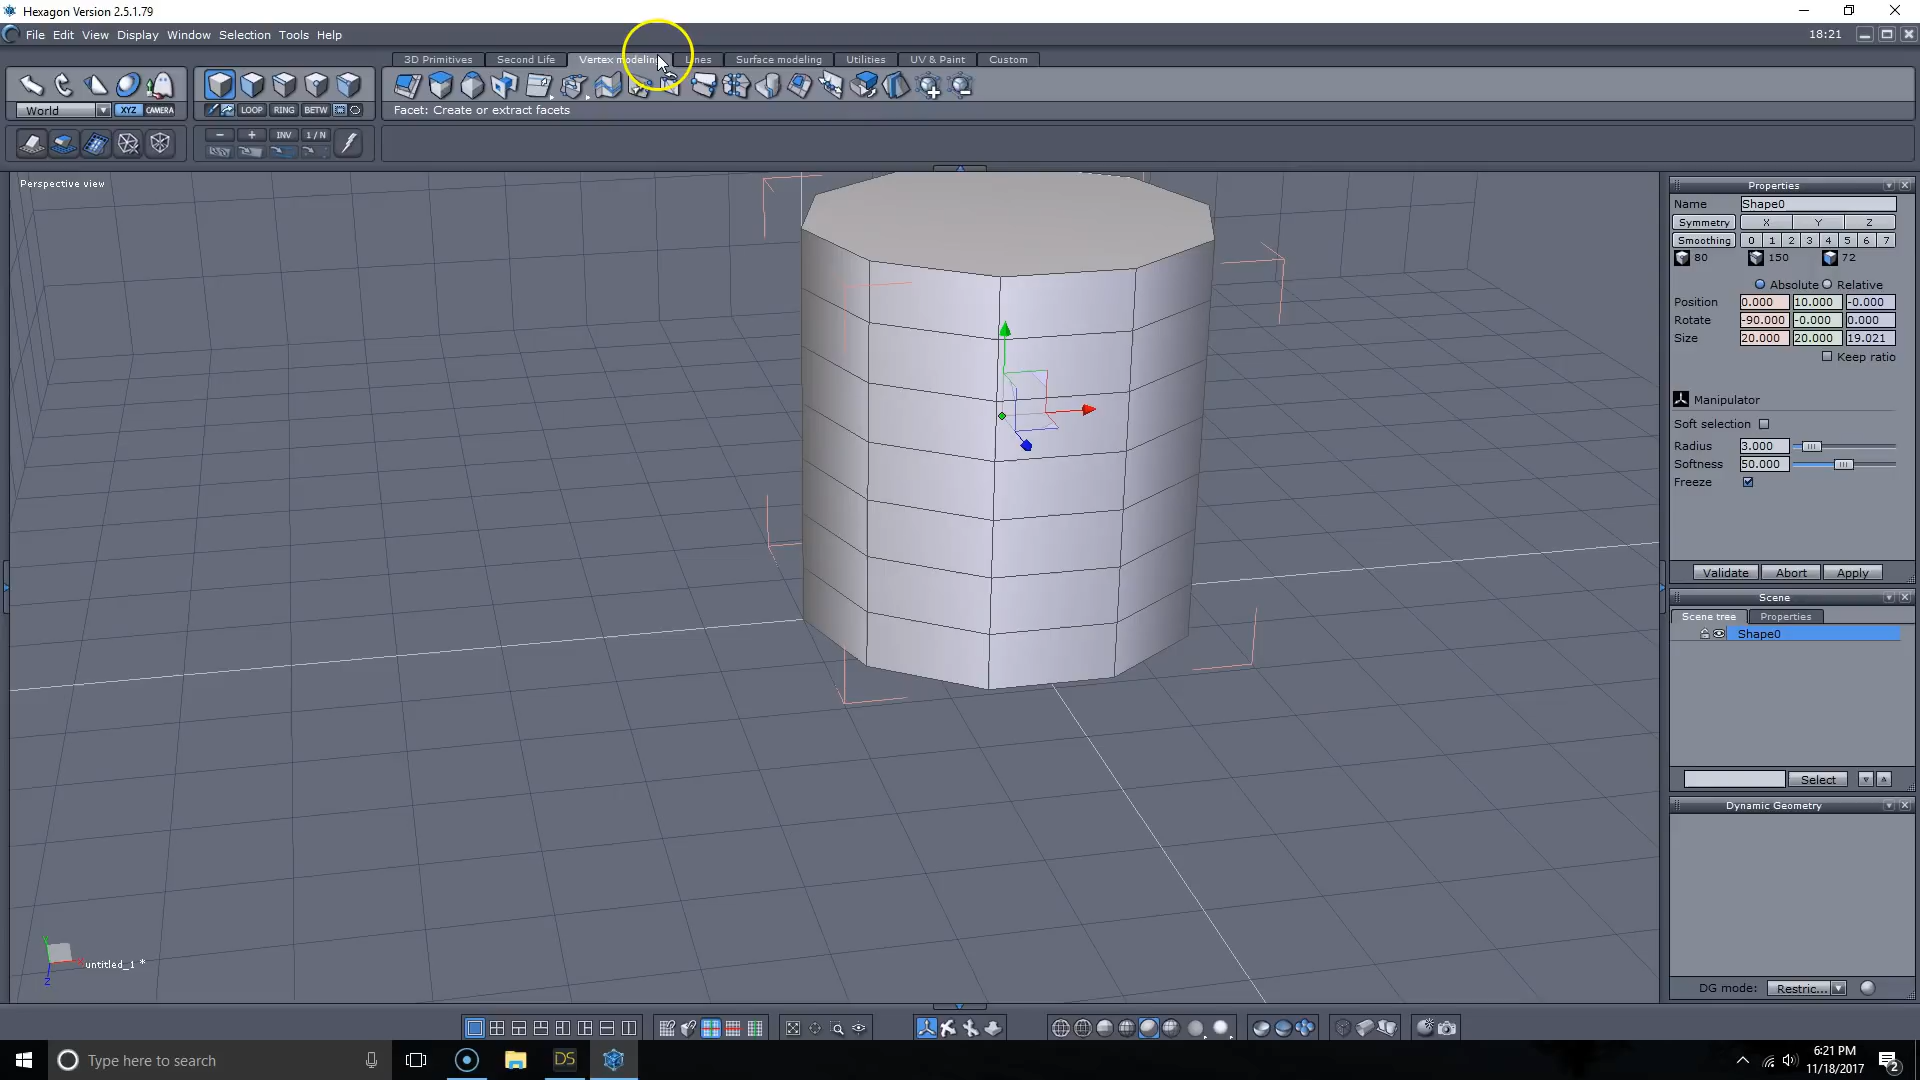 Hexagon Version 2.5.1.79
File Edit View Display Window Selection Tools Help 18:21
3D Primitives Second Life Vertex modeling Lines Surface modeling Utilities UV & Paint Custom
World XYZ CAMERA LOOP RING BETW Facet: Create or extract facets
- + INV 1 / N
Perspective view
Properties
Name Shape0
Symmetry X Y Z
Smoothing 0 1 2 3 4 5 6 7
80 150 72
Absolute Relative
Position 0.000 10.000 -0.000
Rotate -90.000 -0.000 0.000
Size 20.000 20.000 19.021
Keep ratio
Manipulator
Soft selection
Radius 3.000
Softness 50.000
Freeze
Validate Abort Apply
Scene
Scene tree Properties
Shape0
Select
Dynamic Geometry
untitled_1 *
Y
Z
DG mode: Restric...
Type here to search
DS
6:21 PM
11/18/2017
2